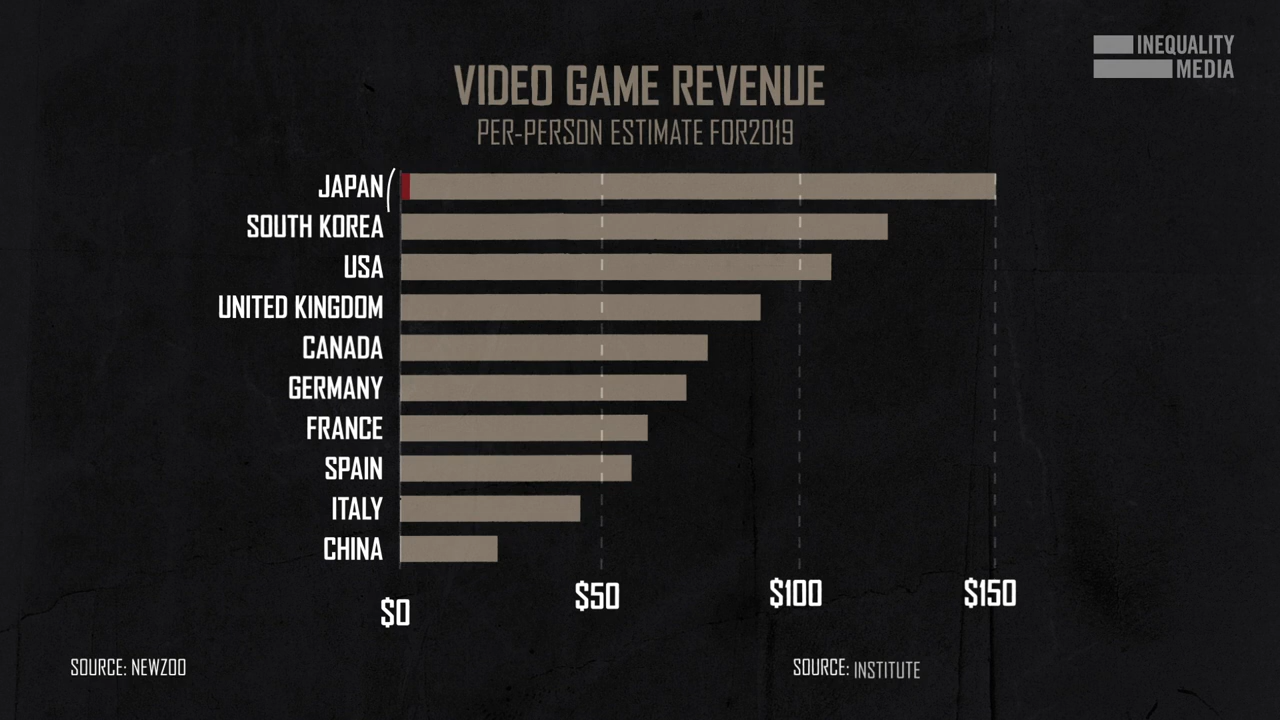 INEQUALITY
MEDIA
VIDEO GAME REVENUE
PER-PERSON ESTIMATE FOR2019
JAPAN
SOUTH KOREA
USA
UNITED KINGDOM
CANADA
GERMANY
FRANCE
SPAIN
ITALY
CHINA
$0 $50 $100 $150
SOURCE: NEWZOO
SOURCE: INSTITUTE